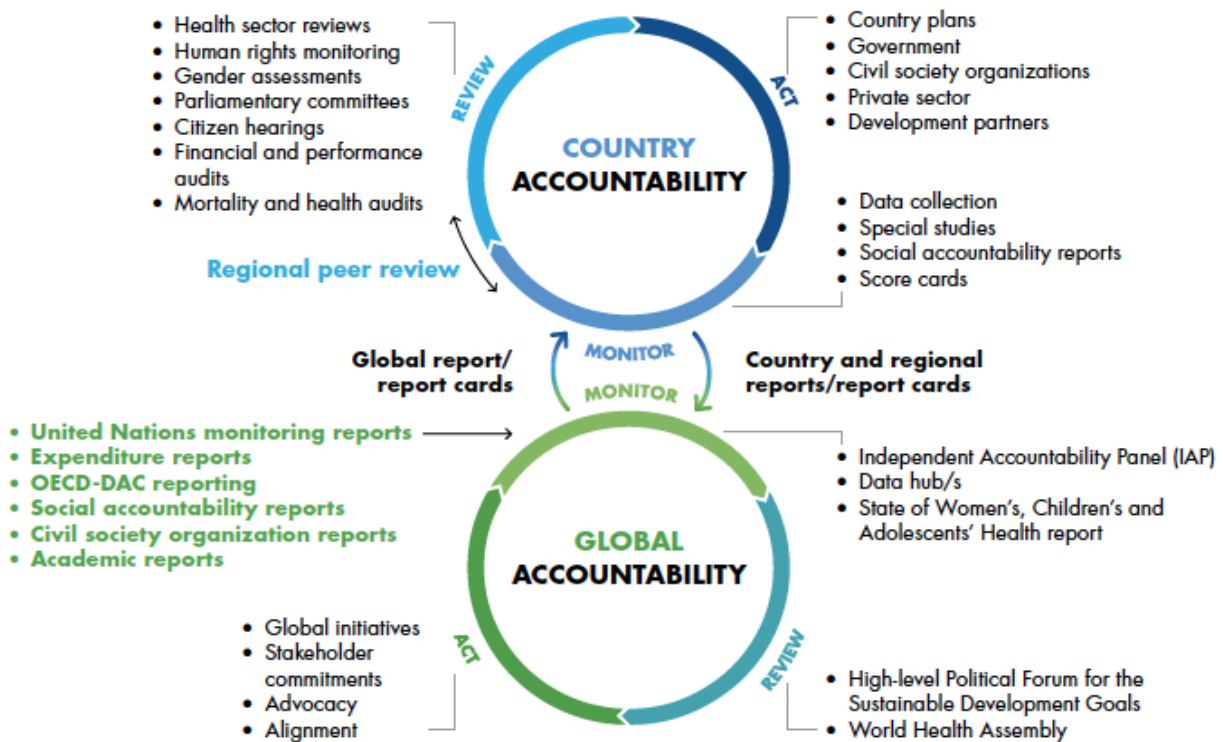 • Health sector reviews
• Human rights monitoring
• Gender assessments
• Parliamentary committees
• Citizen hearings
• Financial and performance
audits
• Mortality and health audits
REVIEW
• Country plans
• Government
• Civil society organizations
• Private sector
• Development partners
ACT
COUNTRY
ACCOUNTABILITY
• Data collection
• Special studies
• Social accountability reports
• Score cards
Regional peer review
MONITOR
Global report/
report cards
Country and regional
reports/report cards
MONITOR
• United Nations monitoring reports
• Expenditure reports
• OECD-DAC reporting
• Social accountability reports
• Civil society organization reports
• Academic reports
• Independent Accountability Panel (IAP)
• Data hub/s
• State of Women’s, Children’s and
Adolescents’ Health report
GLOBAL
ACCOUNTABILITY
• Global initiatives
• Stakeholder
commitments
• Advocacy
• Alignment
ACT
REVIEW
• High-level Political Forum for the
Sustainable Development Goals
• World Health Assembly